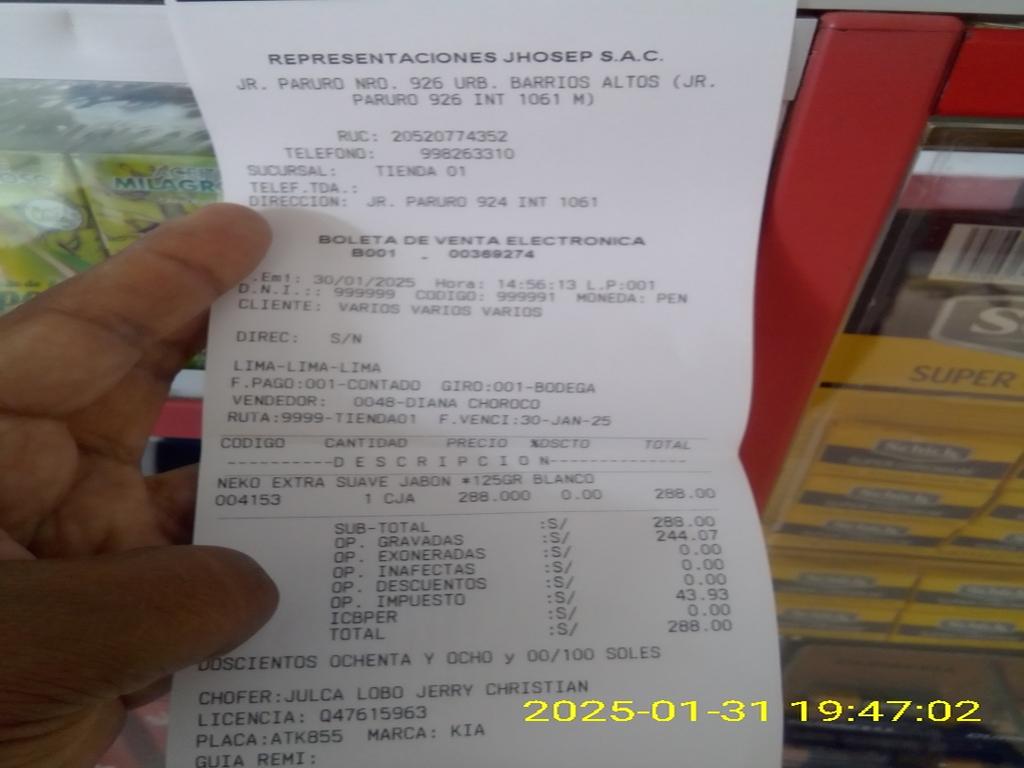 REPRESENTACIONES JHOSEP S.A.C.
JR. PARURO NRO. 926 URB. BARRIOS ALTOS (JR.
PARURO 926 INT 1061 M)
RUC: 20520774352
TELEFONO: 998263310
SUCURSAL: TIENDA 01
TELEF.TDA.:
DIRECCION: JR. PARURO 924 INT 1061
BOLETA DE VENTA ELECTRONICA
B001 - 00369274
.Emi: 30/01/2025 Hora: 14:56:13 L.P:001
D.N.I.:: 999999 CODIGO: 999991 MONEDA: PEN
CLIENTE: VARIOS VARIOS VARIOS
DIREC: S/N
LIMA-LIMA-LIMA
F.PAGO:001-CONTADO GIRO:001-BODEGA
VENDEDOR: 0048-DIANA CHOROCO
RUTA:9999-TIENDA01 F.VENCI:30-JAN-25
CODIGO CANTIDAD PRECIO %DSCTO TOTAL
----------D E S C R I P C I O N-------------
NEKO EXTRA SUAVE JABON *125GR BLANCO
004153 1 CJA 288.000 0.00 288.00
SUB-TOTAL :S/ 288.00
OP. GRAVADAS :S/ 244.07
OP. EXONERADAS :S/ 0.00
OP. INAFECTAS :S/ 0.00
OP. DESCUENTOS :S/ 0.00
OP. IMPUESTO :S/ 43.93
ICBPER :S/ 0.00
TOTAL :S/ 288.00
DOSCIENTOS OCHENTA Y OCHO y 00/100 SOLES
CHOFER:JULCA LOBO JERRY CHRISTIAN
LICENCIA: Q47615963
PLACA:ATK855 MARCA: KIA
GUIA REMI:
2025-01-31 19:47:02
SUPER
Schick